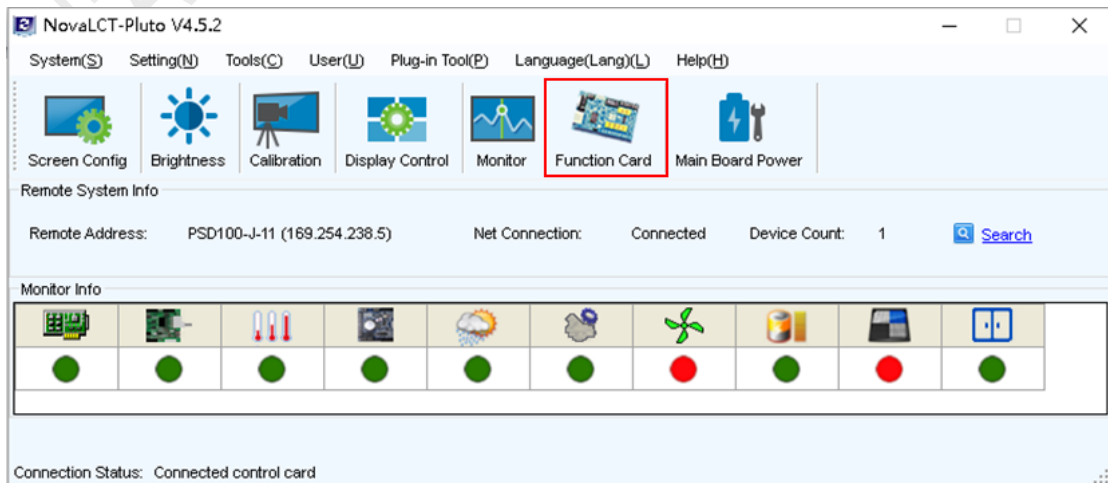 NovaLCT-Pluto V4.5.2
System(S) Setting(N) Tools(C) User(U) Plug-in Tool(P) Language(Lang)(L) Help(H)
Screen Config Brightness Calibration Display Control Monitor Function Card Main Board Power
Remote System Info
Remote Address: PSD100-J-11 (169.254.238.5) Net Connection: Connected Device Count: 1 Search
Monitor Info
Connection Status: Connected control card